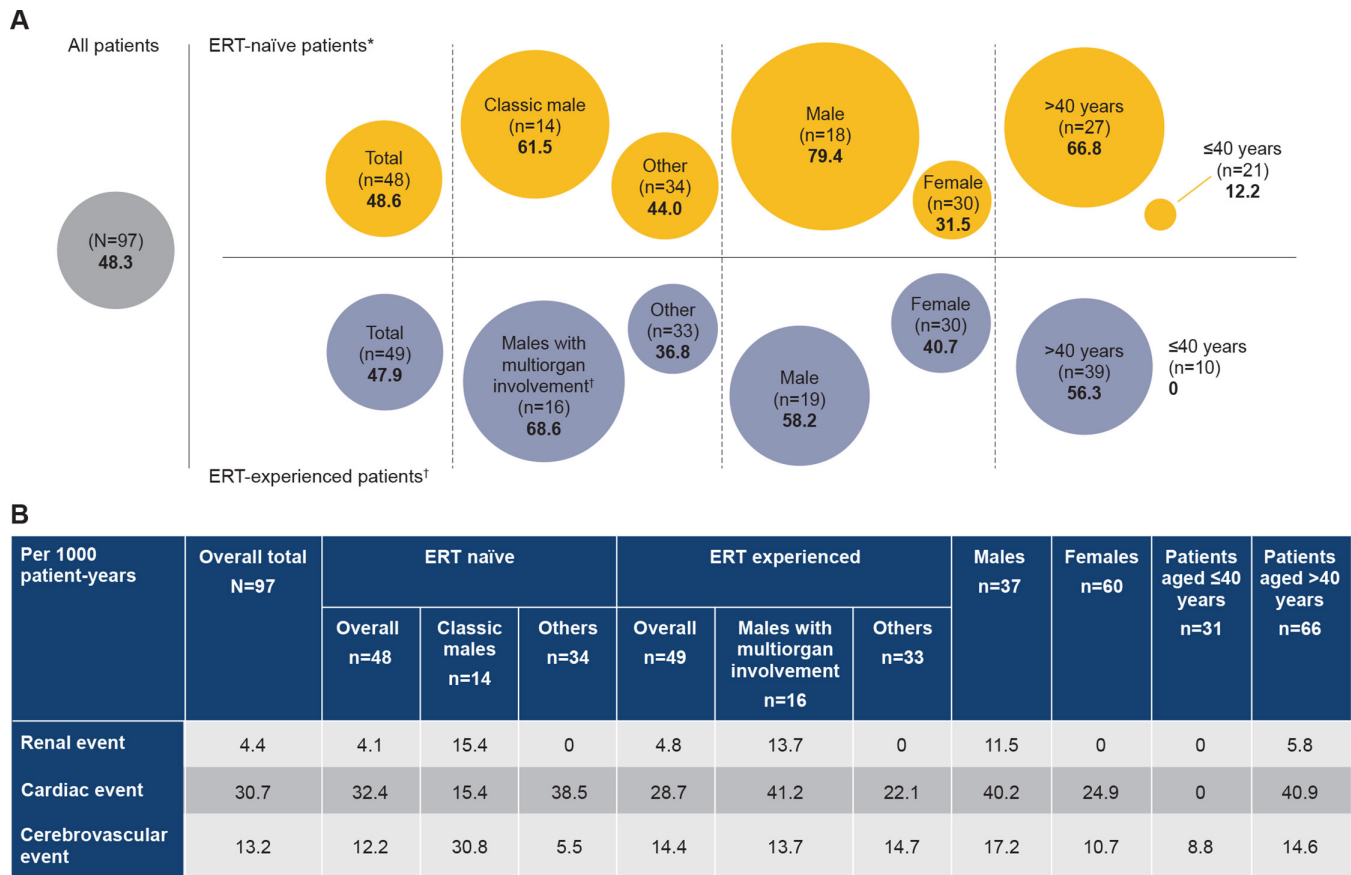 A
All patients
ERT-naïve patients*
(N=97)
48.3
Total
(n=48)
48.6
Classic male
(n=14)
61.5
Other
(n=34)
44.0
Male
(n=18)
79.4
Female
(n=30)
31.5
>40 years
(n=27)
66.8
≤40 years
(n=21)
12.2
Total
(n=49)
47.9
Males with
multiorgan
involvement†
(n=16)
68.6
Other
(n=33)
36.8
Male
(n=19)
58.2
Female
(n=30)
40.7
>40 years
(n=39)
56.3
≤40 years
(n=10)
0
ERT-experienced patients†
B
Per 1000
patient-years
Overall total
N=97
ERT naïve
ERT experienced
Males
n=37
Females
n=60
Patients
aged ≤40
years
n=31
Patients
aged >40
years
n=66
Overall
n=48
Classic
males
n=14
Others
n=34
Overall
n=49
Males with
multiorgan
involvement
n=16
Others
n=33
Renal event 4.4 4.1 15.4 0 4.8 13.7 0 11.5 0 0 5.8
Cardiac event 30.7 32.4 15.4 38.5 28.7 41.2 22.1 40.2 24.9 0 40.9
Cerebrovascular
event 13.2 12.2 30.8 5.5 14.4 13.7 14.7 17.2 10.7 8.8 14.6